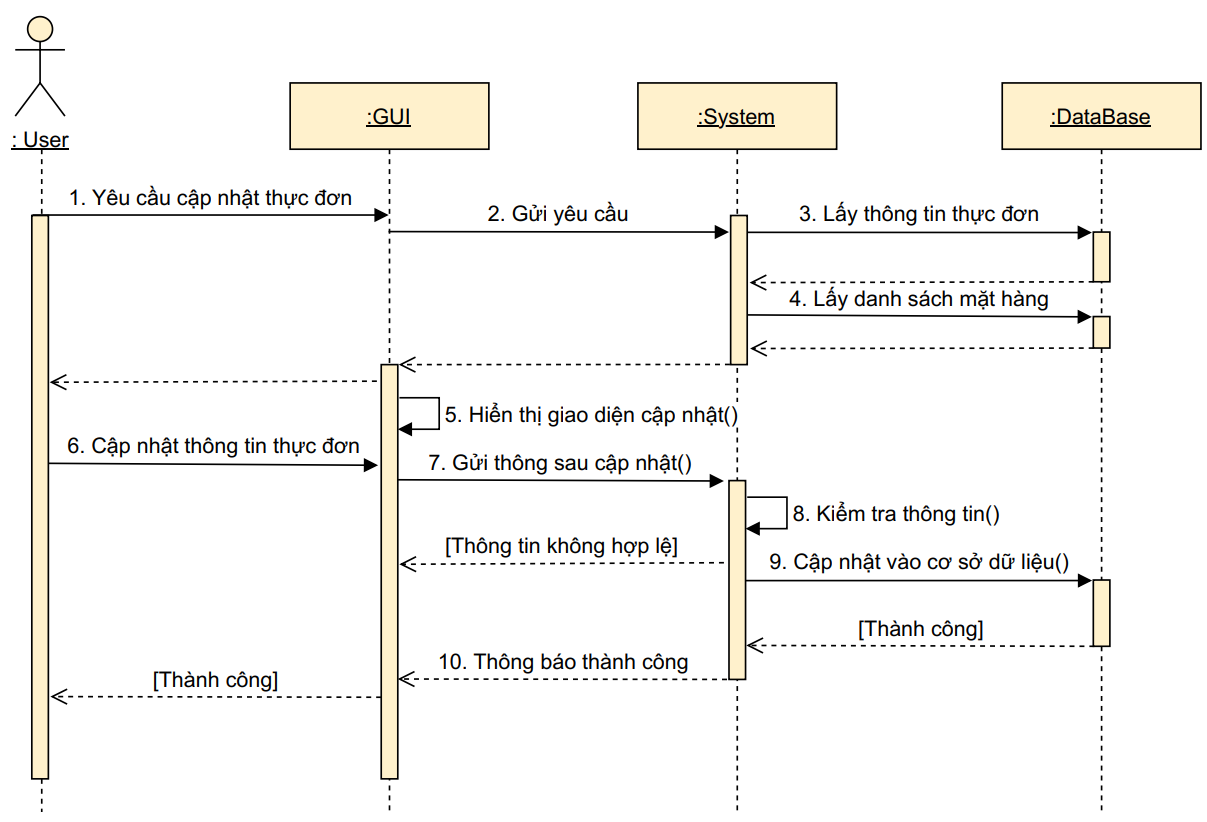 : User
:GUI
:System
:DataBase
1. Yêu cầu cập nhật thực đơn
2. Gửi yêu cầu
3. Lấy thông tin thực đơn
4. Lấy danh sách mặt hàng
5. Hiển thị giao diện cập nhật()
6. Cập nhật thông tin thực đơn
7. Gửi thông sau cập nhật()
8. Kiểm tra thông tin()
[Thông tin không hợp lệ]
9. Cập nhật vào cơ sở dữ liệu()
[Thành công]
10. Thông báo thành công
[Thành công]